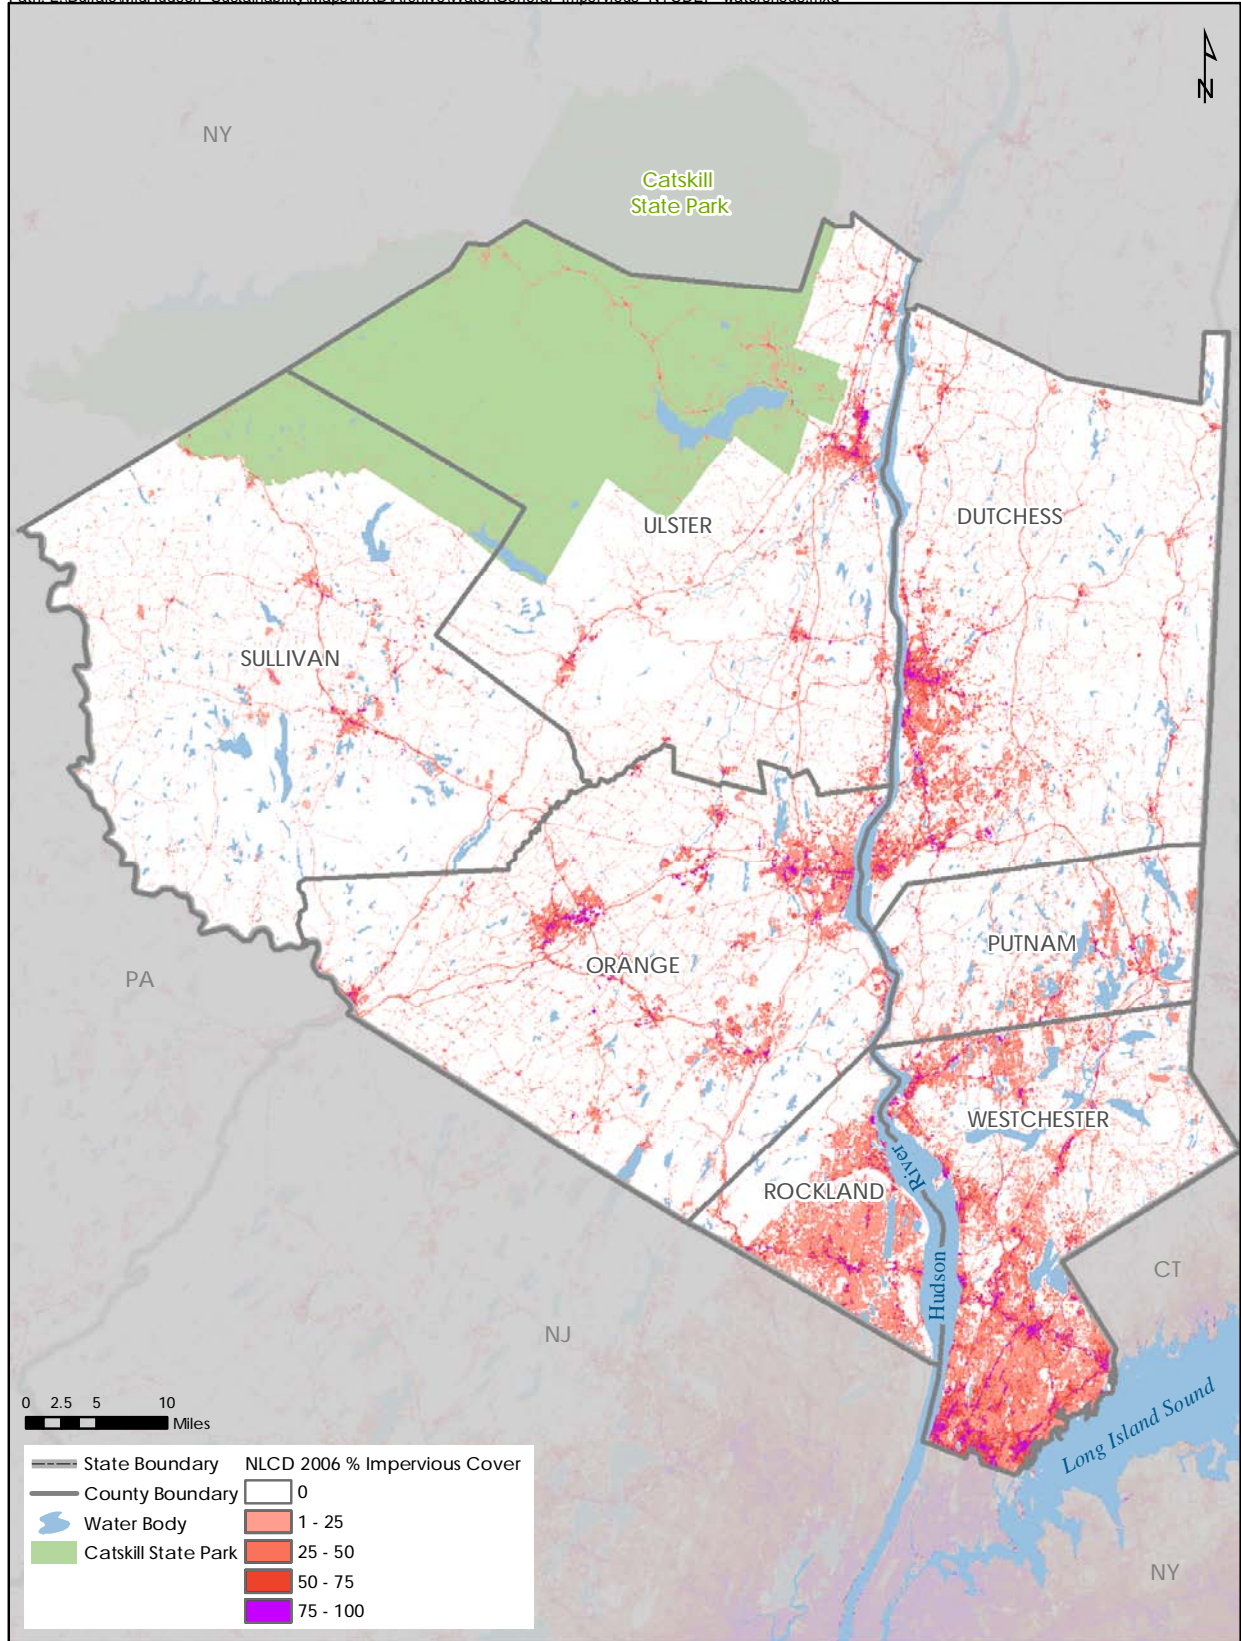 NY
N
Catskill
State Park
ULSTER
DUTCHESS
SULLIVAN
PUTNAM
ORANGE
PA
WESTCHESTER
River
ROCKLAND
Hudson
CT
NJ
Long Island Sound
0 2.5 5 10
Miles
State Boundary
County Boundary
Water Body
Catskill State Park
NLCD 2006 % Impervious Cover
0
1 - 25
25 - 50
50 - 75
75 - 100
NY